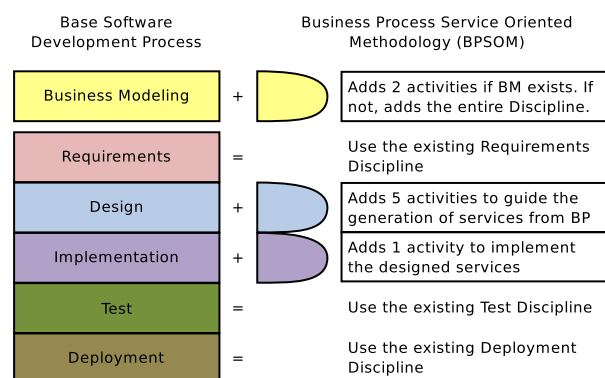 Base Software
Development Process
Business Process Service Oriented
Methodology (BPSOM)
Business Modeling
+
Adds 2 activities if BM exists. If
not, adds the entire Discipline.
Requirements
=
Use the existing Requirements
Discipline
Design
+
Adds 5 activities to guide the
generation of services from BP
Implementation
+
Adds 1 activity to implement
the designed services
Test
=
Use the existing Test Discipline
Deployment
=
Use the existing Deployment
Discipline